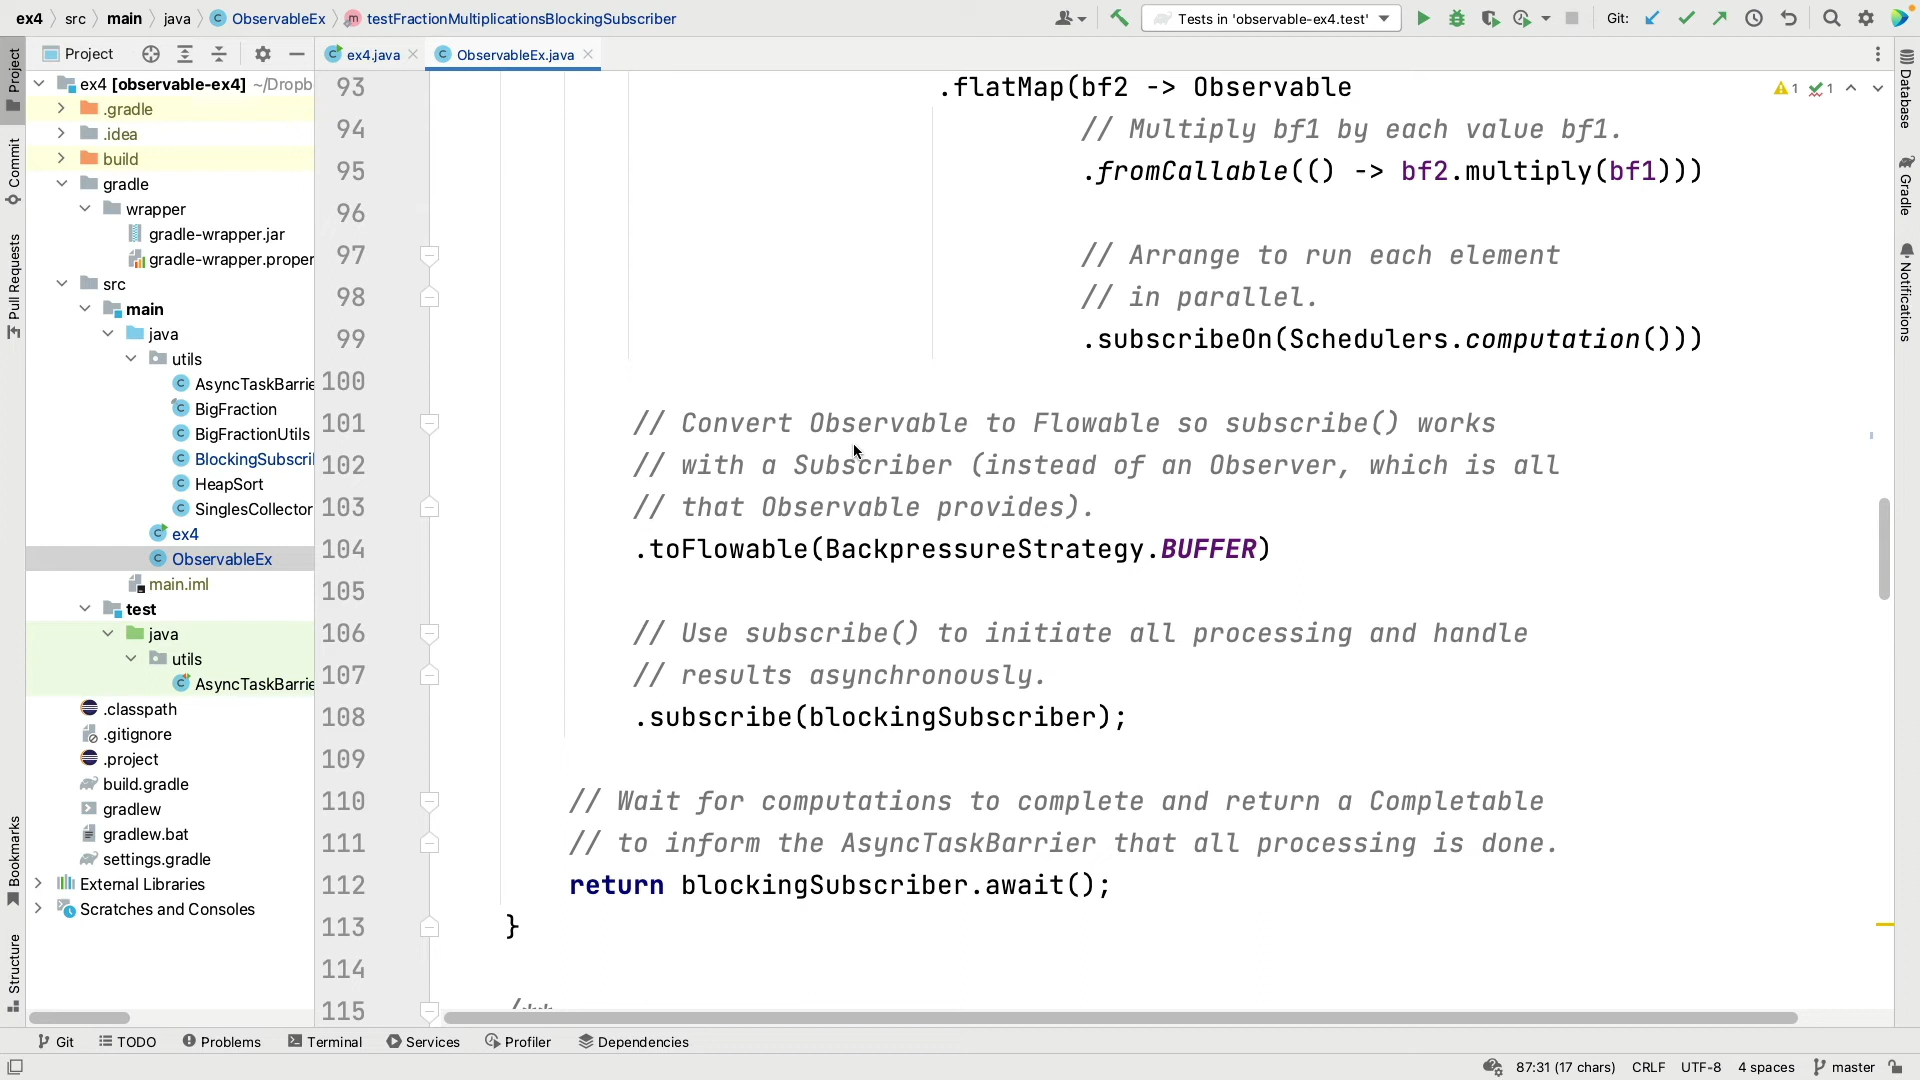 ex4 src main java ObservableEx testFractionMultiplicationsBlockingSubscriber Tests in 'observable-ex4.test' Git:
Project ex4.java ObservableEx.java
ex4 [observable-ex4] ~/Dropb
.gradle
.idea
build
gradle
wrapper
gradle-wrapper.jar
gradle-wrapper.proper
src
main
java
utils
AsyncTaskBarrie
BigFraction
BigFractionUtils
BlockingSubscri
HeapSort
SinglesCollector
ex4
ObservableEx
main.iml
test
java
utils
AsyncTaskBarrie
.classpath
.gitignore
.project
build.gradle
gradlew
gradlew.bat
settings.gradle
External Libraries
Scratches and Consoles
Project
Commit
Pull Requests
Bookmarks
Structure
93 .flatMap(bf2 -> Observable
94 // Multiply bf1 by each value bf1.
95 .fromCallable(() -> bf2.multiply(bf1)))
96
97 // Arrange to run each element
98 // in parallel.
99 .subscribeOn(Schedulers.computation()))
100
101 // Convert Observable to Flowable so subscribe() works
102 // with a Subscriber (instead of an Observer, which is all
103 // that Observable provides).
104 .toFlowable(BackpressureStrategy.BUFFER)
105
106 // Use subscribe() to initiate all processing and handle
107 // results asynchronously.
108 .subscribe(blockingSubscriber);
109
110 // Wait for computations to complete and return a Completable
111 // to inform the AsyncTaskBarrier that all processing is done.
112 return blockingSubscriber.await();
113 }
114
115 /**
1 1
Database
Gradle
Notifications
Git TODO Problems Terminal Services Profiler Dependencies
87:31 (17 chars) CRLF UTF-8 4 spaces master